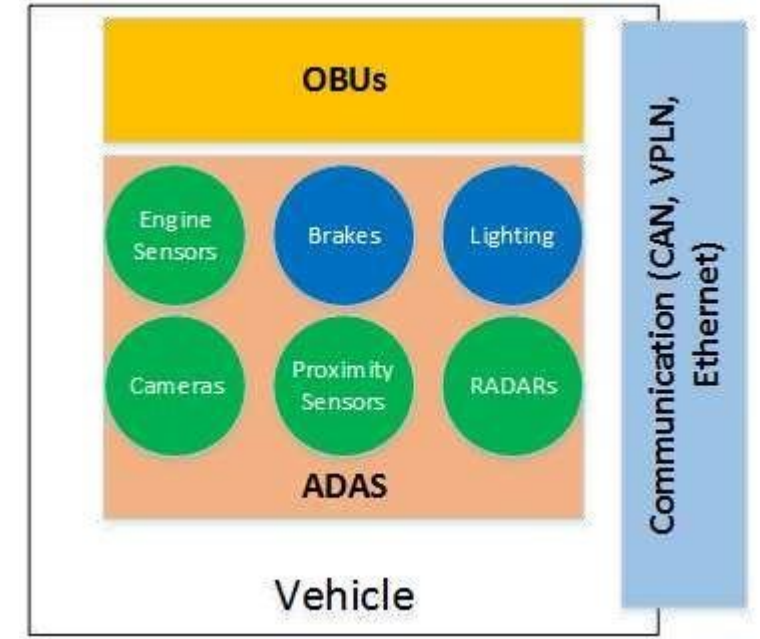 OBUs
Engine
Sensors
Brakes
Lighting
Cameras
Proximity
Sensors
RADARs
ADAS
Vehicle
Communication (CAN, VPLN,
Ethernet)